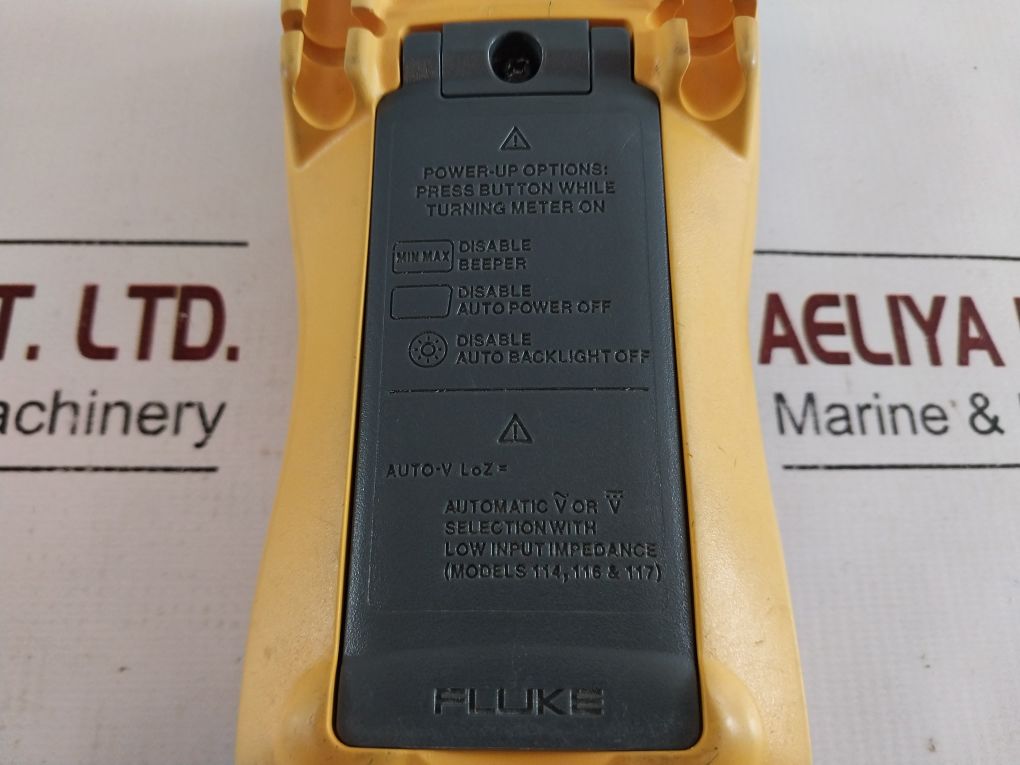 POWER-UP OPTIONS:
PRESS BUTTON WHILE
TURNING METER ON
MIN MAX DISABLE
BEEPER
DISABLE
AUTO POWER OFF
DISABLE
AUTO BACKLIGHT OFF
AUTO-V LoZ =
AUTOMATIC Ṽ OR V̅
SELECTION WITH
LOW INPUT IMPEDANCE
(MODELS 114, 116 & 117)
FLUKE
T. LTD.
achinery
AELIYA
Marine &